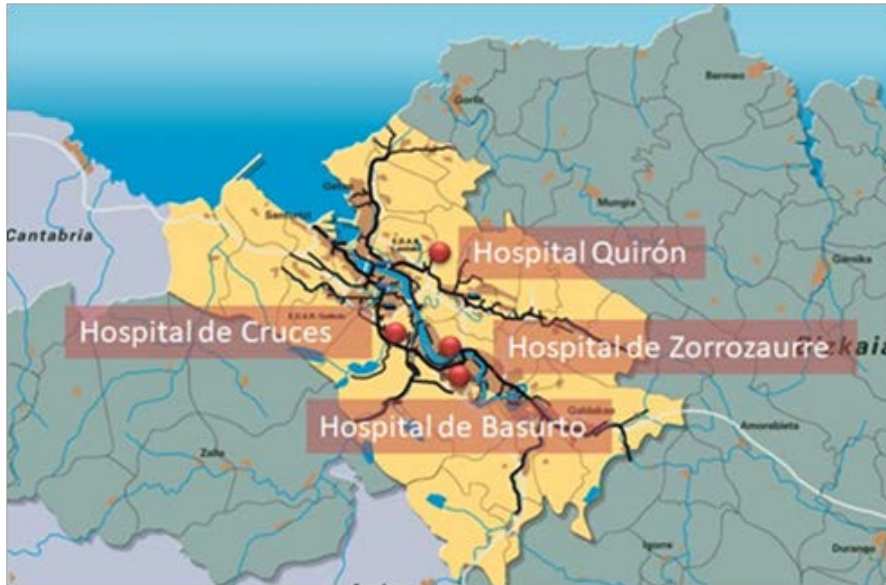 Bermeo
Gorliz
Mungia
Getxo
Santurtzi
Cantabria
Hospital Quirón
Gernika
Hospital de Cruces
Hospital de Zorrozaurre
Bizkaia
Hospital de Basurto
Galdakao
Amorebieta
Zalla
Igorre
Durango